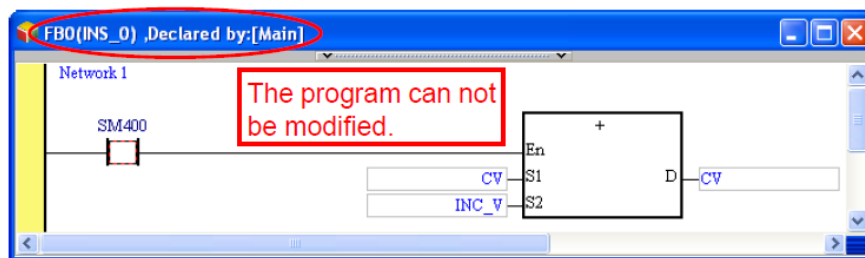 FB0(INS_0) ,Declared by:[Main]
Network 1
The program can not
be modified.
SM400
+
En
CV S1 D CV
INC_V S2